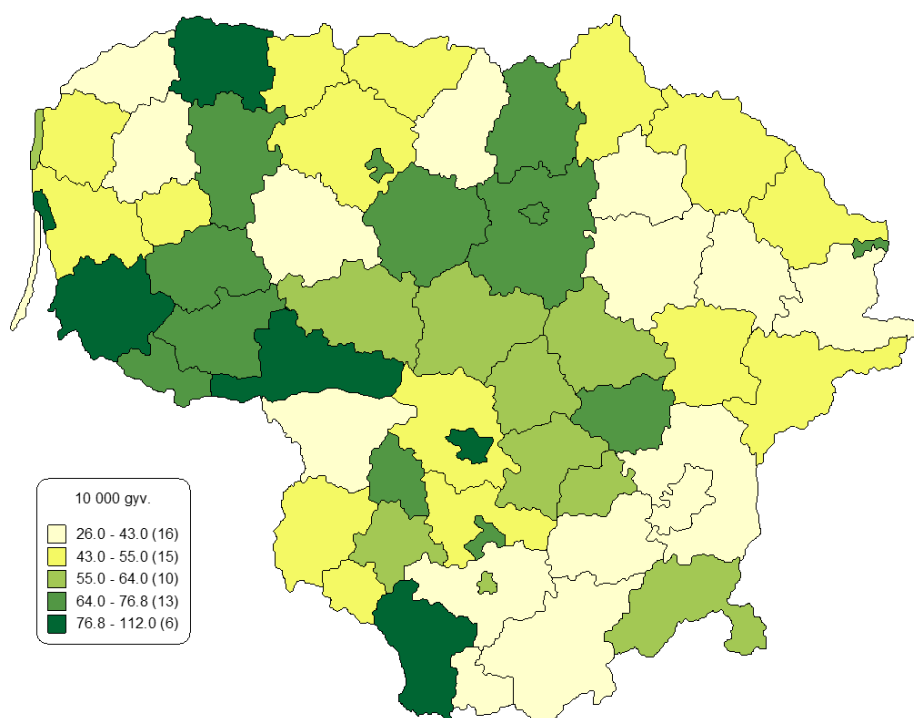 10 000 gyv.
26.0 - 43.0 (16)
43.0 - 55.0 (15)
55.0 - 64.0 (10)
64.0 - 76.8 (13)
76.8 - 112.0 (6)